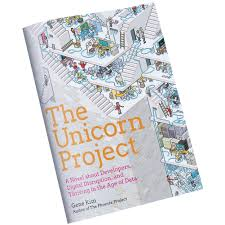 The
Unicorn
Project
A Novel about Developers,
Digital Disruption, and
Thriving in the Age of Data
Gene Kim
Author of The Phoenix Project